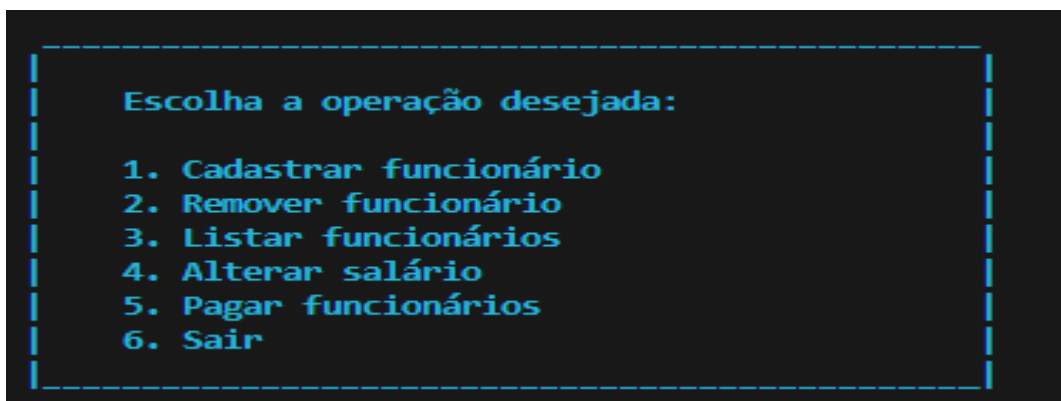 Escolha a operação desejada:
1. Cadastrar funcionário
2. Remover funcionário
3. Listar funcionários
4. Alterar salário
5. Pagar funcionários
6. Sair